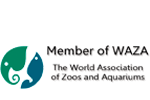 Member of WAZA
The World Association
of Zoos and Aquariums